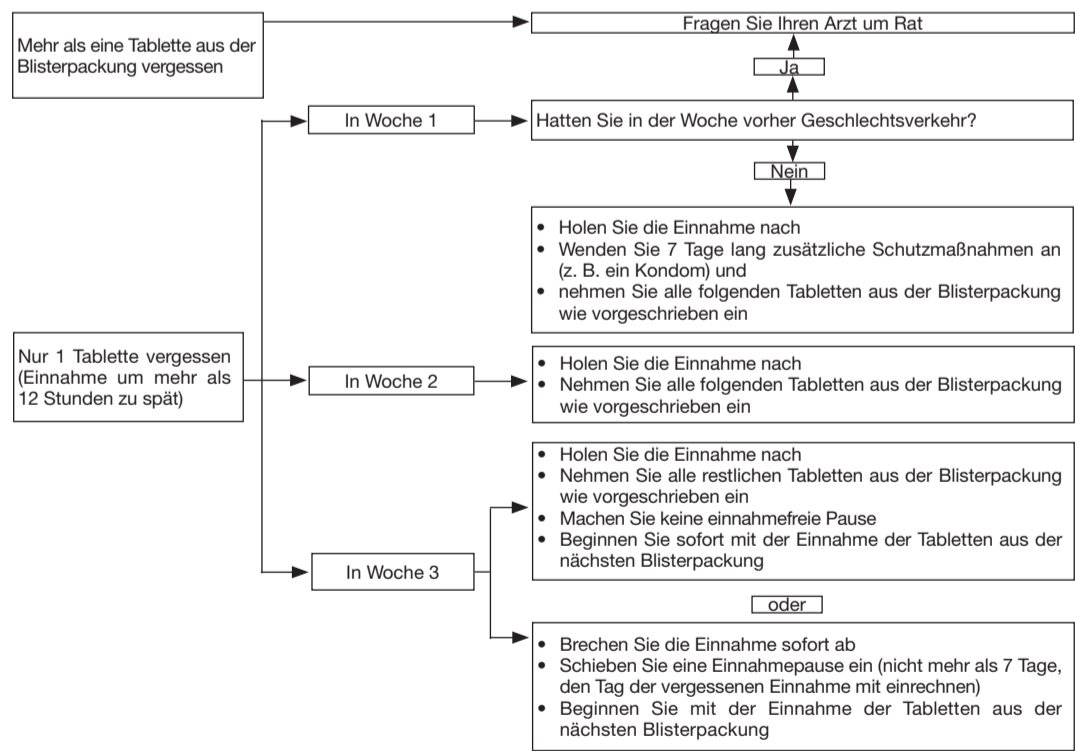 Mehr als eine Tablette aus der
Blisterpackung vergessen
Fragen Sie Ihren Arzt um Rat
Ja
In Woche 1
Hatten Sie in der Woche vorher Geschlechtsverkehr?
Nein
• Holen Sie die Einnahme nach
• Wenden Sie 7 Tage lang zusätzliche Schutzmaßnahmen an
(z. B. ein Kondom) und
• nehmen Sie alle folgenden Tabletten aus der Blisterpackung
wie vorgeschrieben ein
Nur 1 Tablette vergessen
(Einnahme um mehr als
12 Stunden zu spät)
In Woche 2
• Holen Sie die Einnahme nach
• Nehmen Sie alle folgenden Tabletten aus der Blisterpackung
wie vorgeschrieben ein
In Woche 3
• Holen Sie die Einnahme nach
• Nehmen Sie alle restlichen Tabletten aus der Blisterpackung
wie vorgeschrieben ein
• Machen Sie keine einnahmefreie Pause
• Beginnen Sie sofort mit der Einnahme der Tabletten aus der
nächsten Blisterpackung
oder
• Brechen Sie die Einnahme sofort ab
• Schieben Sie eine Einnahmepause ein (nicht mehr als 7 Tage,
den Tag der vergessenen Einnahme mit einrechnen)
• Beginnen Sie mit der Einnahme der Tabletten aus der
nächsten Blisterpackung